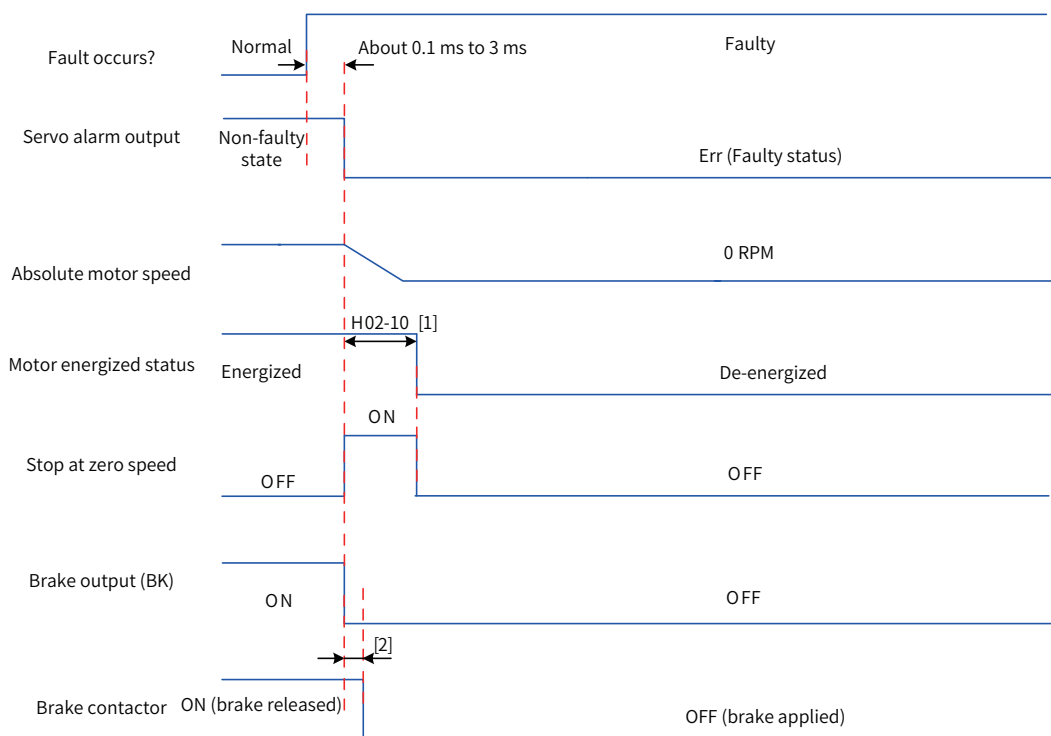 Fault occurs?
Normal
About 0.1 ms to 3 ms
Faulty
Servo alarm output
Non-faulty
state
Err (Faulty status)
Absolute motor speed
0 RPM
Motor energized status
Energized
H02-10 [1]
De-energized
Stop at zero speed
OFF
ON
OFF
Brake output (BK)
ON
OFF
[2]
Brake contactor
ON (brake released)
OFF (brake applied)